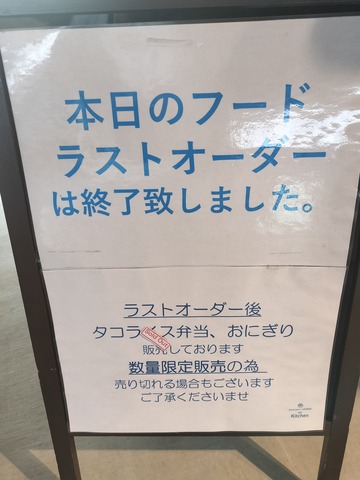 本日のフード
ラストオーダー
は終了致しました。
ラストオーダー後
タコライス弁当、おにぎり
Sold Out
販売しております
数量限定販売の為
売り切れる場合もございます
ご了承くださいませ
Kitchen